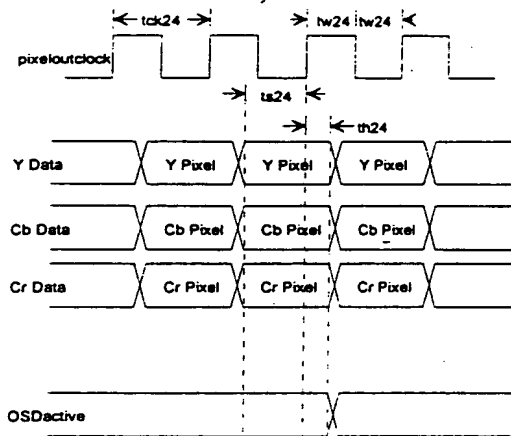 tck24 tw24 tw24
pixeloutclock
ts24
th24
Y Data Y Pixel Y Pixel Y Pixel
Cb Data Cb Pixel Cb Pixel Cb Pixel
Cr Data Cr Pixel Cr Pixel Cr Pixel
OSDactive